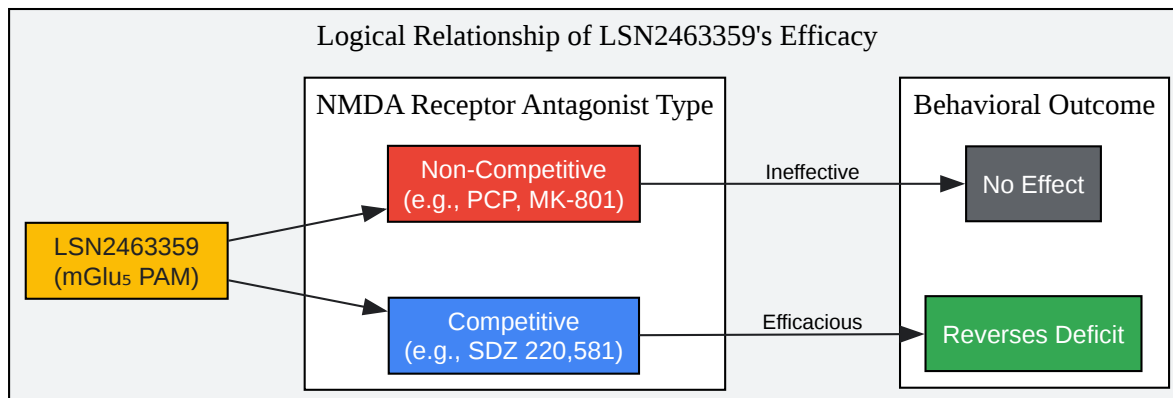 Logical Relationship of LSN2463359's Efficacy
NMDA Receptor Antagonist Type
Behavioral Outcome
Non-Competitive
(e.g., PCP, MK-801)
Ineffective
No Effect
LSN2463359
(mGlu₅ PAM)
Competitive
(e.g., SDZ 220,581)
Efficacious
Reverses Deficit